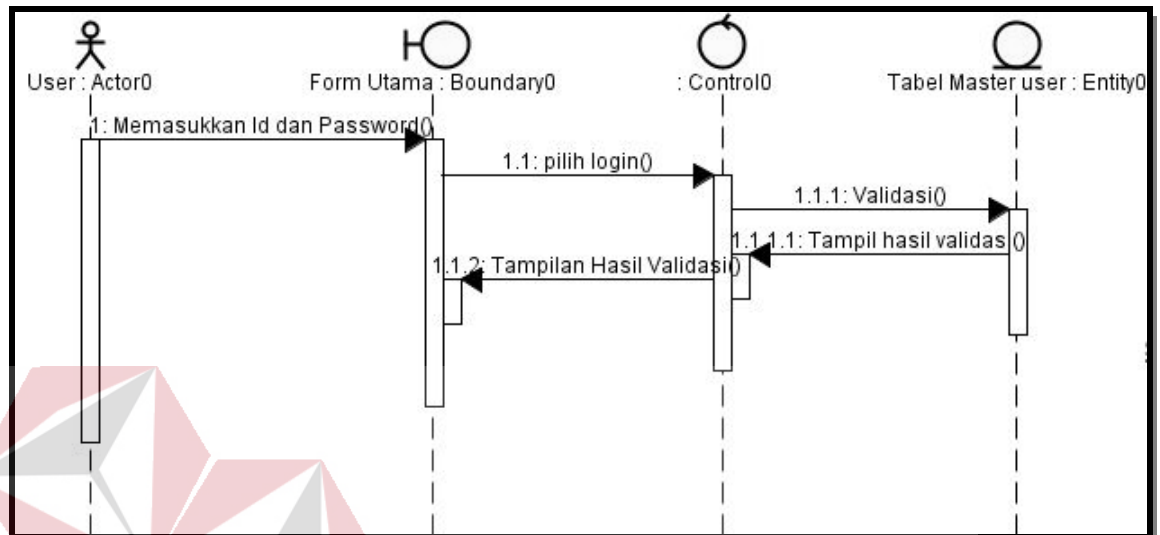 User : Actor0
Form Utama : Boundary0
: Control0
Tabel Master user : Entity0
1: Memasukkan Id dan Password()
1.1: pilih login()
1.1.1: Validasi()
1.1.1.1: Tampil hasil validas ()
1.1.2: Tampilan Hasil Validasi()